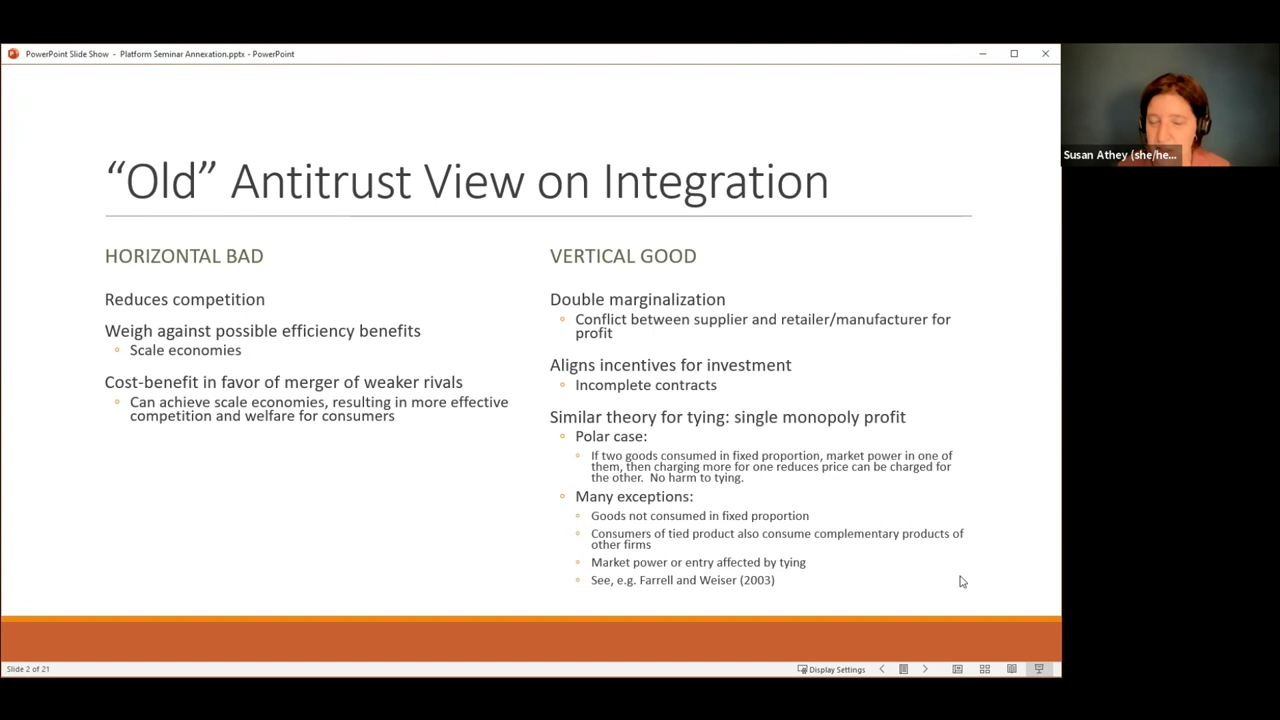 PowerPoint Slide Show - Platform Seminar Annexation.pptx - PowerPoint
Susan Athey (she/he...
“Old” Antitrust View on Integration
HORIZONTAL BAD
Reduces competition
Weigh against possible efficiency benefits
Scale economies
Cost-benefit in favor of merger of weaker rivals
Can achieve scale economies, resulting in more effective
competition and welfare for consumers
VERTICAL GOOD
Double marginalization
Conflict between supplier and retailer/manufacturer for
profit
Aligns incentives for investment
Incomplete contracts
Similar theory for tying: single monopoly profit
Polar case:
If two goods consumed in fixed proportion, market power in one of
them, then charging more for one reduces price can be charged for
the other. No harm to tying.
Many exceptions:
Goods not consumed in fixed proportion
Consumers of tied product also consume complementary products of
other firms
Market power or entry affected by tying
See, e.g. Farrell and Weiser (2003)
Slide 2 of 21
Display Settings